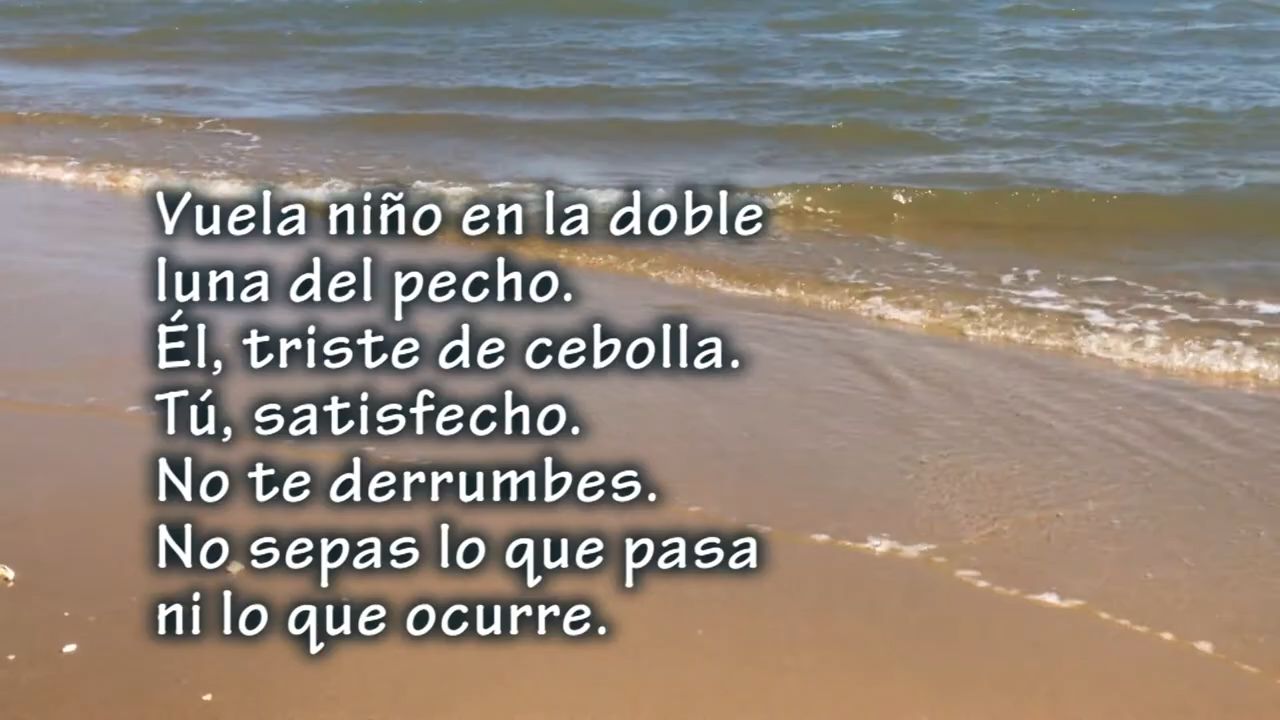 Vuela niño en la doble
luna del pecho.
Él, triste de cebolla.
Tú, satisfecho.
No te derrumbes.
No sepas lo que pasa
ni lo que ocurre.